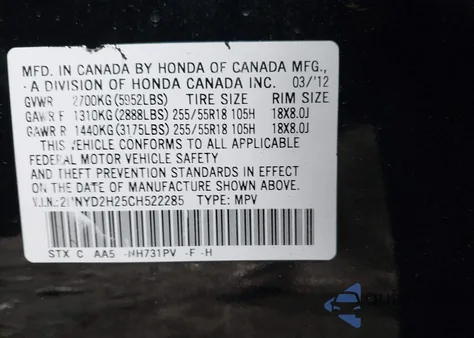 MFD. IN CANADA BY HONDA OF CANADA MFG.,
A DIVISION OF HONDA CANADA INC. 03/'12
GVWR 2700KG(5952LBS) TIRE SIZE RIM SIZE
GAWR F 1310KG(2888LBS) 255/55R18 105H 18X8.0J
GAWR R 1440KG(3175LBS) 255/55R18 105H 18X8.0J
THIS VEHICLE CONFORMS TO ALL APPLICABLE
FEDERAL MOTOR VEHICLE SAFETY
AND THEFT PREVENTION STANDARDS IN EFFECT
ON THE DATE OF MANUFACTURE SHOWN ABOVE.
V.I.N.: TYPE: MPV
STX C AA5 NH731PV -F -H